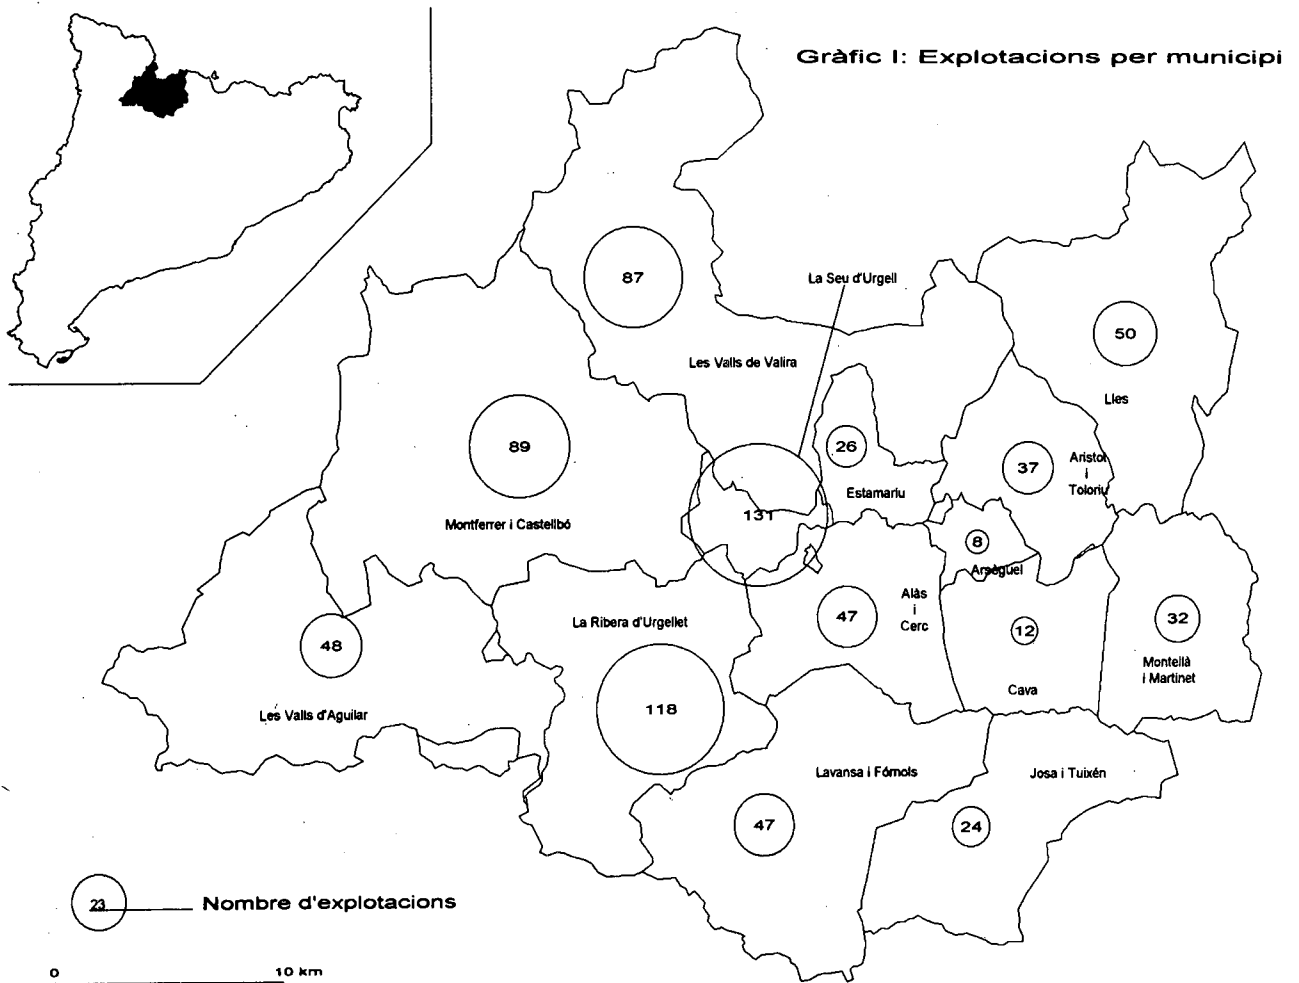 Gràfic I: Explotacions per municipi
87
La Seu d'Urgell
50
Les Valls de Valira
Lles
89
26
37
Aristot
i
Toloriu
Estamariu
Montferrer i Castellbó
131
8
Arsèguel
Alàs
i
Cerc
47
La Ribera d'Urgellet
12
32
48
Montellà
i Martinet
Cava
118
Les Valls d'Aguilar
Lavansa i Fórnols
Josa i Tuixén
47
24
23
Nombre d'explotacions
0
10 km